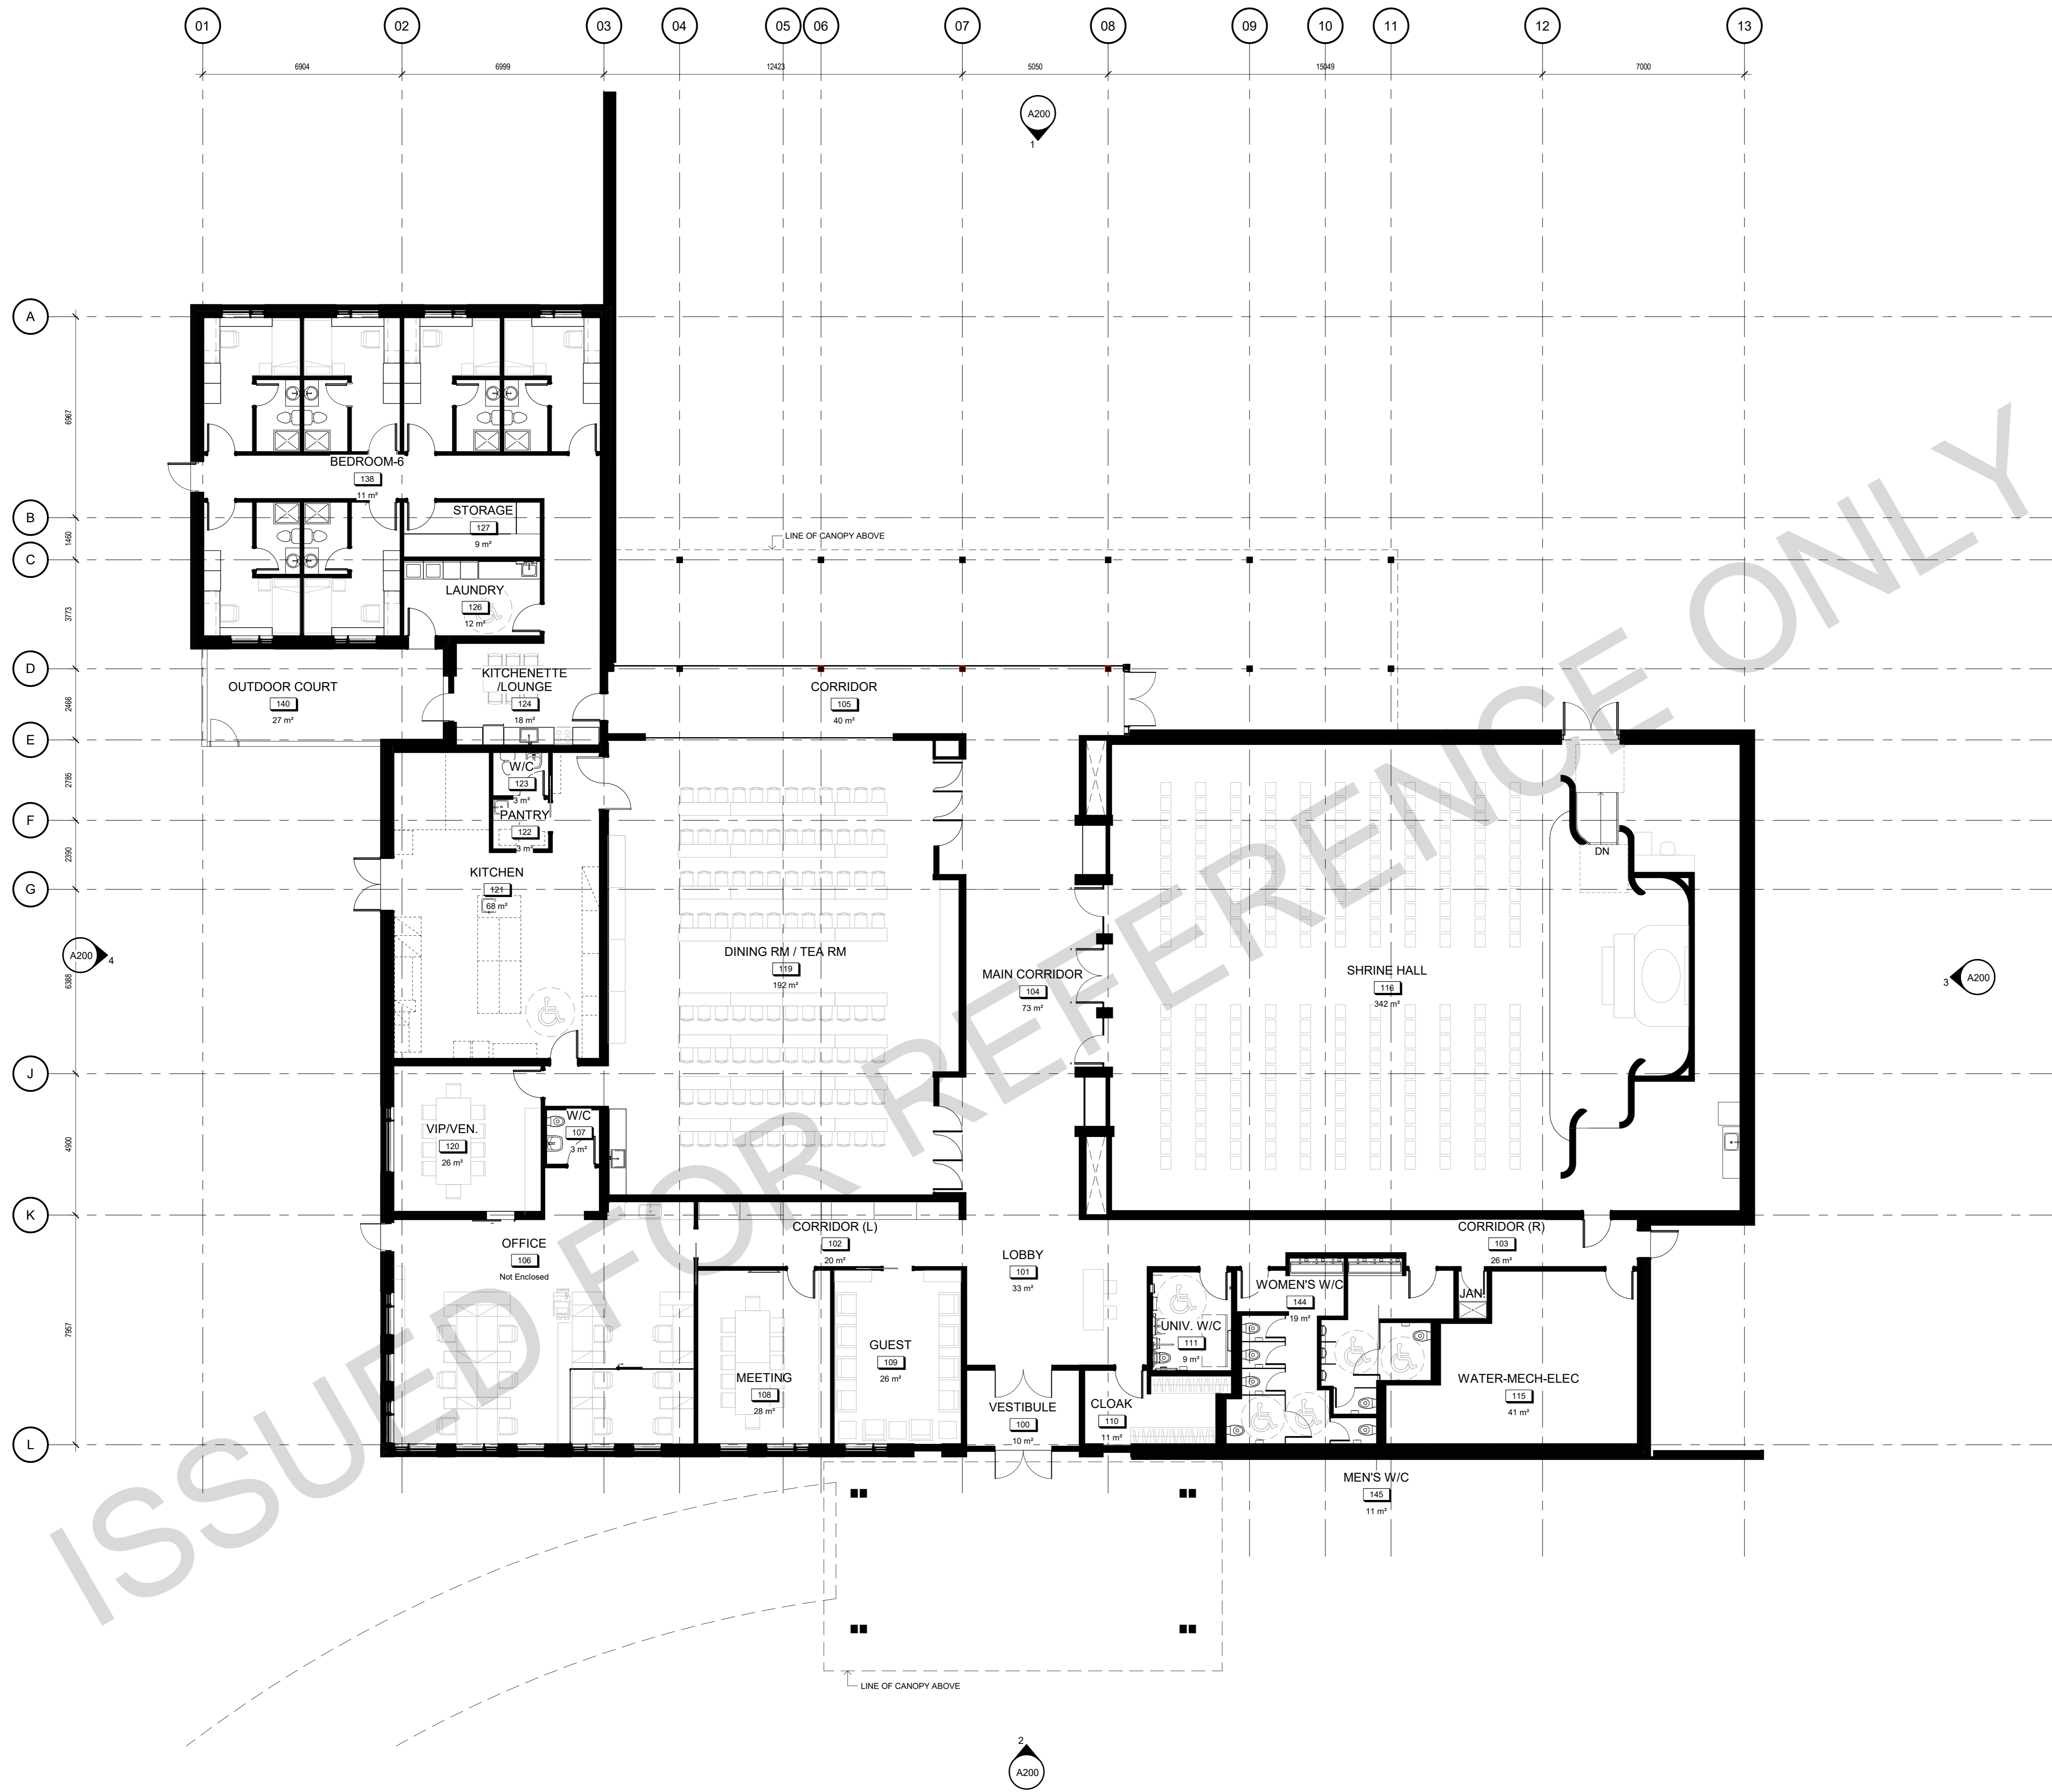 01 02 03 04 05 06 07 08 09 10 11 12 13
6904 6999 12423 5050 15049 7000
A200
1
A
6967
BEDROOM-6
138
11 m²
B
STORAGE
127
9 m²
1460
LINE OF CANOPY ABOVE
C
LAUNDRY
126
12 m²
3773
D
KITCHENETTE
/LOUNGE
124
18 m²
OUTDOOR COURT
140
27 m²
CORRIDOR
105
40 m²
2466
E
W/C
123
3 m²
2785
PANTRY
122
3 m²
F
DN
2390
KITCHEN
121
68 m²
G
A200
4
6388
DINING RM / TEA RM
119
192 m²
MAIN CORRIDOR
104
73 m²
SHRINE HALL
116
342 m²
3
A200
J
VIP/VEN.
120
26 m²
W/C
107
3 m²
4900
K
OFFICE
106
Not Enclosed
CORRIDOR (L)
102
20 m²
LOBBY
101
33 m²
CORRIDOR (R)
103
26 m²
WOMEN'S W/C
144
19 m²
JAN.
7957
UNIV. W/C
111
9 m²
GUEST
109
26 m²
MEETING
108
28 m²
VESTIBULE
100
10 m²
CLOAK
110
11 m²
WATER-MECH-ELEC
115
41 m²
L
MEN'S W/C
145
11 m²
LINE OF CANOPY ABOVE
2
A200
ISSUED FOR REFERENCE ONLY